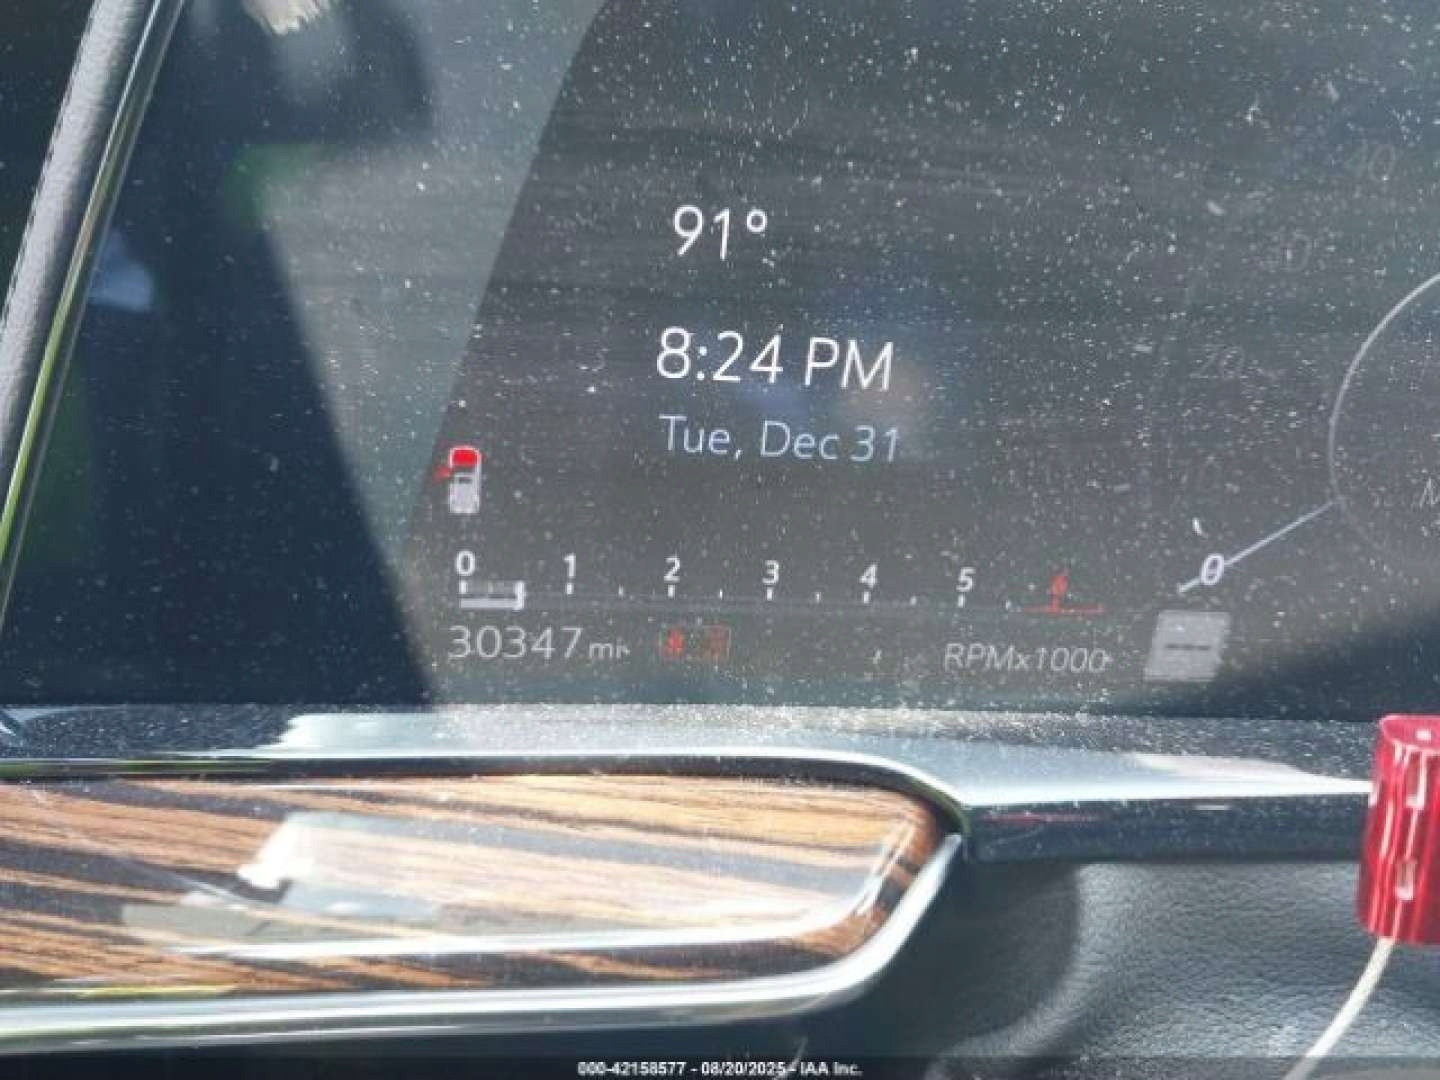 91°
8:24 PM
Tue, Dec 31
0 1 2 3 4 5 6
30347 mi
RPMx1000
0
000-42158577 - 08/20/2025 - IAA Inc.